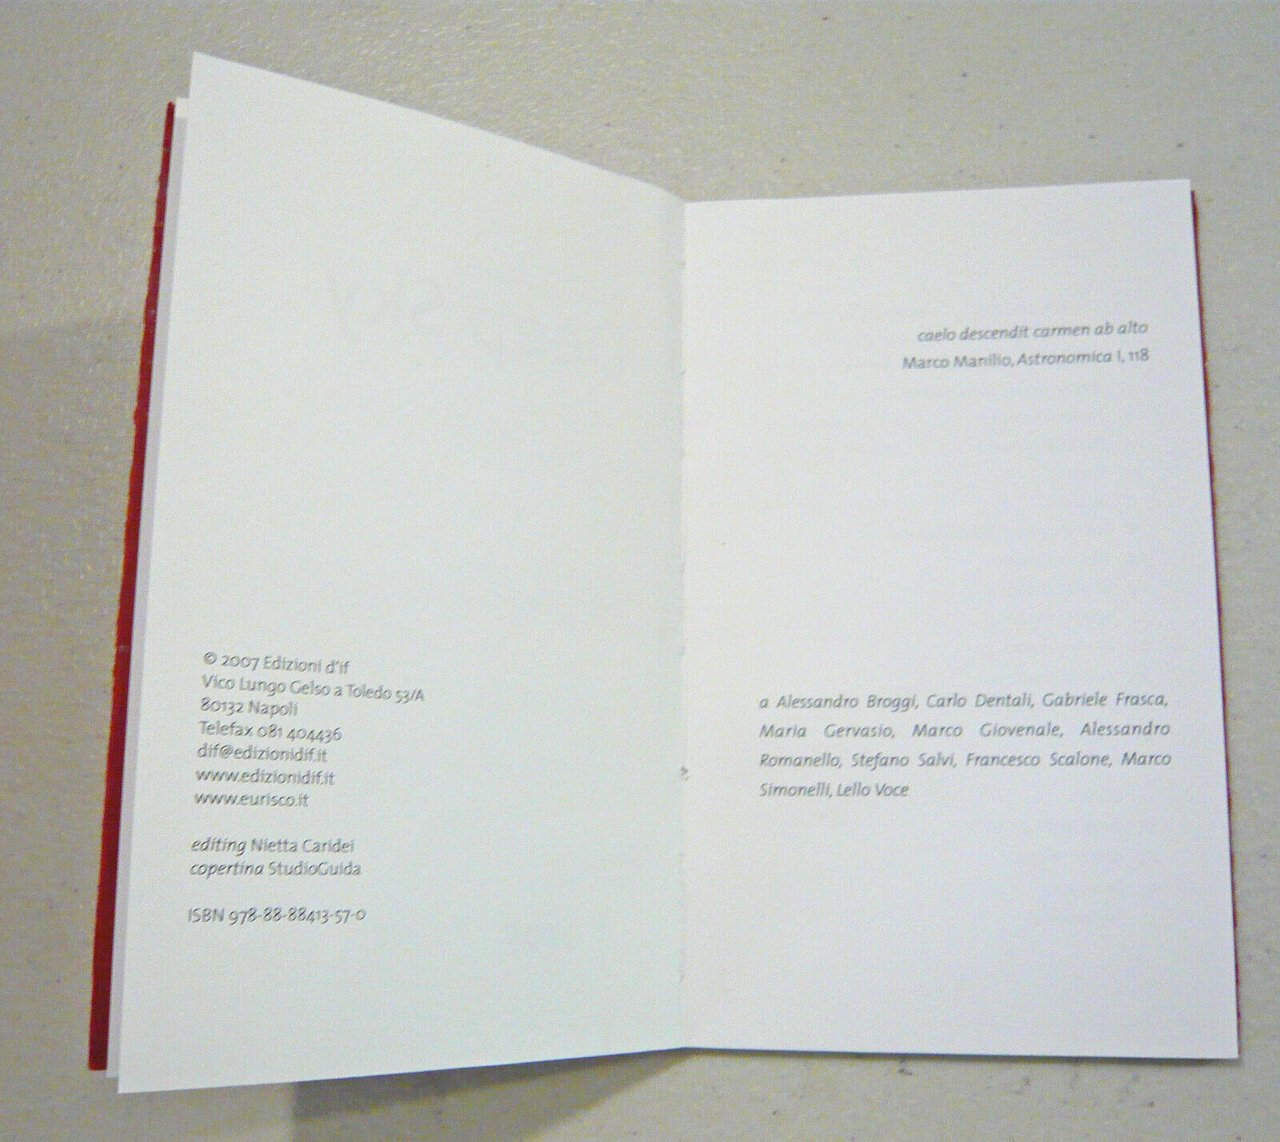 © 2007 Edizioni d'if
Vico Lungo Gelso a Toledo 53/A
80132 Napoli
Telefax 081 404436
dif@edizionidif.it
www.edizionidif.it
www.eurisco.it
editing Nietta Caridei
copertina StudioGuida
ISBN 978-88-88413-57-0
caelo descendit carmen ab alto
Marco Manilio, Astronomica I, 118
a Alessandro Broggi, Carlo Dentali, Gabriele Frasca,
Maria Gervasio, Marco Giovenale, Alessandro
Romanello, Stefano Salvi, Francesco Scalone, Marco
Simonelli, Lello Voce